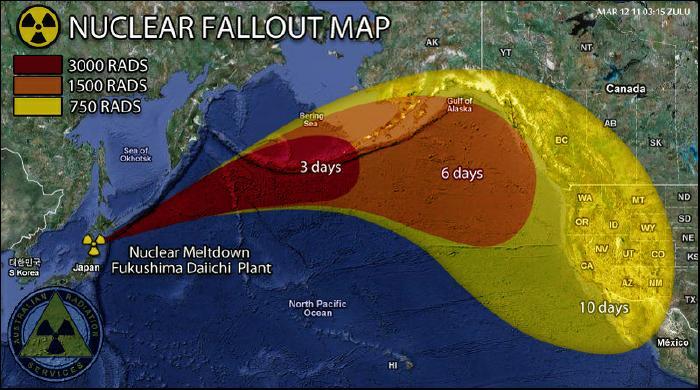 NUCLEAR FALLOUT MAP
MAR 12 11 03:15 ZULU
3000 RADS
1500 RADS
750 RADS
AK
YT
NT
Canada
Bering
Sea
Gulf of
Alaska
Sea of
Okhotsk
AB
BC
SK
3 days
6 days
WA
MT
ND
OR
ID
SD
WY
NE
NV
UT
CO
KS
CA
AZ
NM
TX
대한민국
S Korea
Japan
Nuclear Meltdown
Fukushima Daiichi Plant
North Pacific
Ocean
10 days
México
HI
AUSTRALIAN RADIATION
SERVICES